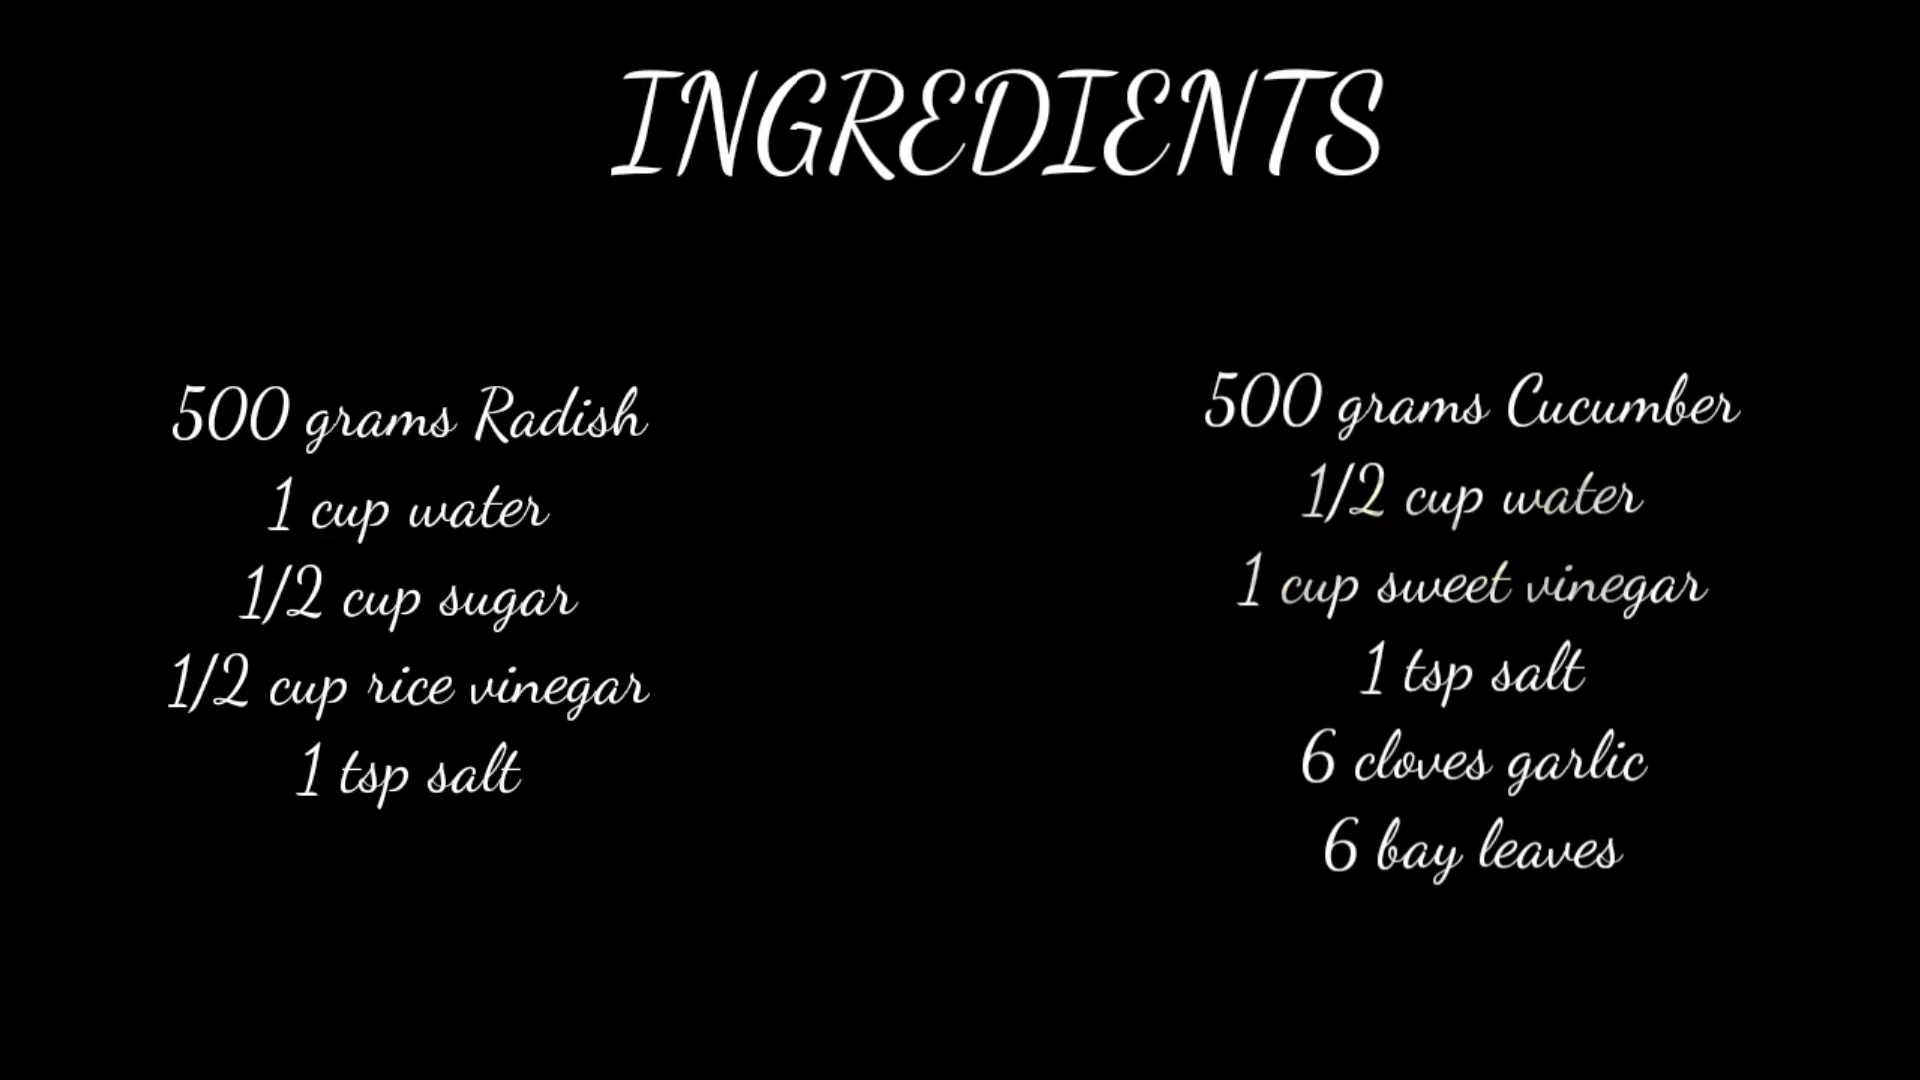 INGREDIENTS
500 grams Radish
1 cup water
1/2 cup sugar
1/2 cup rice vinegar
1 tsp salt
500 grams Cucumber
1/2 cup water
1 cup sweet vinegar
1 tsp salt
6 cloves garlic
6 bay leaves